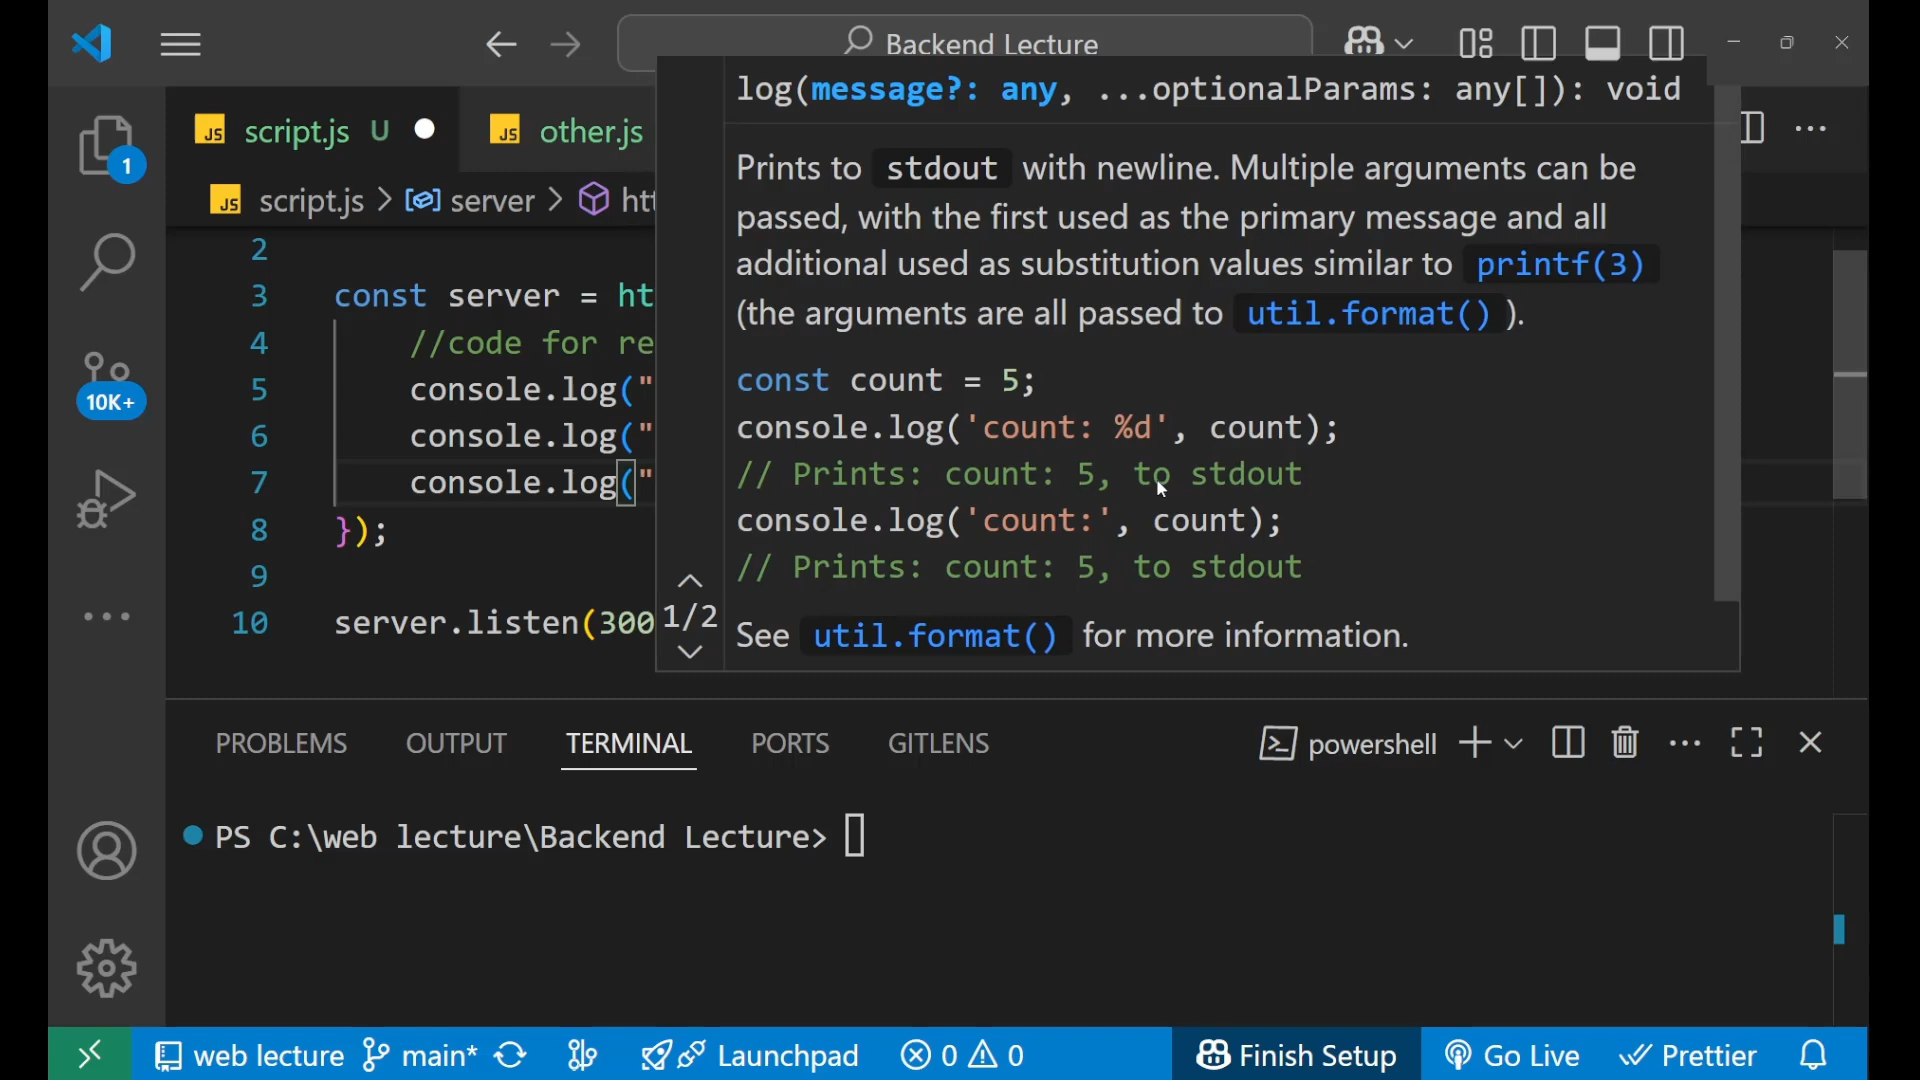 Backend Lecture
JS script.js U
JS other.js
JS script.js > server > htt
2
3 const server = ht
4 //code for re
5 console.log("
6 console.log("
7 console.log("
8 });
9
10 server.listen(300
log(message?: any, ...optionalParams: any[]): void
Prints to stdout with newline. Multiple arguments can be
passed, with the first used as the primary message and all
additional used as substitution values similar to printf(3)
(the arguments are all passed to util.format() ).
const count = 5;
console.log('count: %d', count);
// Prints: count: 5, to stdout
console.log('count:', count);
// Prints: count: 5, to stdout
1/2
See util.format() for more information.
1
10K+
PROBLEMS OUTPUT TERMINAL PORTS GITLENS
powershell
PS C:\web lecture\Backend Lecture>
web lecture main* Launchpad 0 0 Finish Setup Go Live Prettier